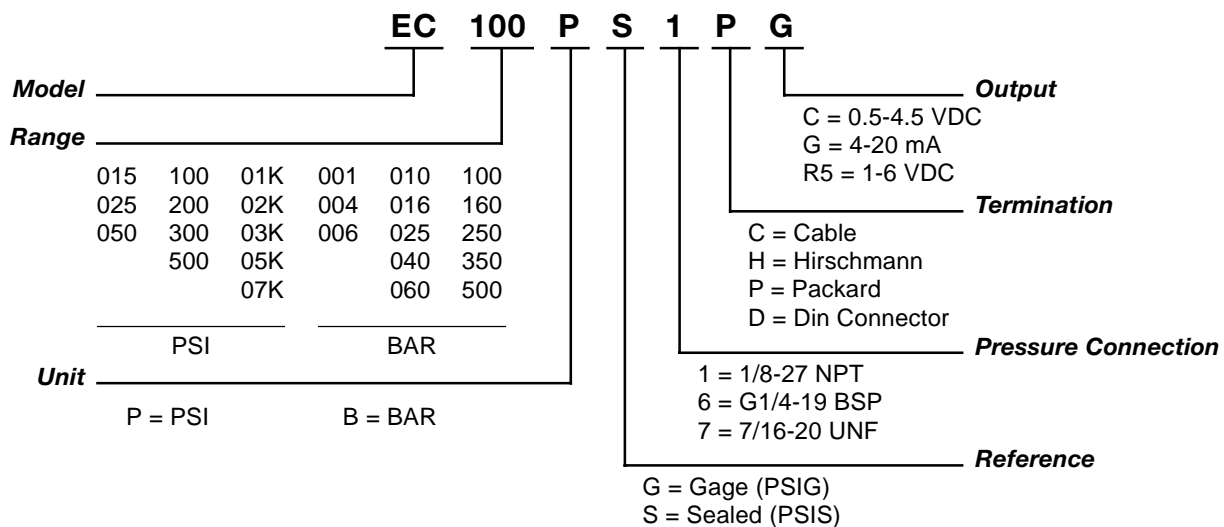 EC 100 P S 1 P G
Model
Output
C = 0.5-4.5 VDC
G = 4-20 mA
R5 = 1-6 VDC
Range
015 100 01K 001 010 100
025 200 02K 004 016 160
050 300 03K 006 025 250
500 05K 040 350
07K 060 500
PSI BAR
Termination
C = Cable
H = Hirschmann
P = Packard
D = Din Connector
Pressure Connection
1 = 1/8-27 NPT
6 = G1/4-19 BSP
7 = 7/16-20 UNF
Unit
P = PSI B = BAR
Reference
G = Gage (PSIG)
S = Sealed (PSIS)